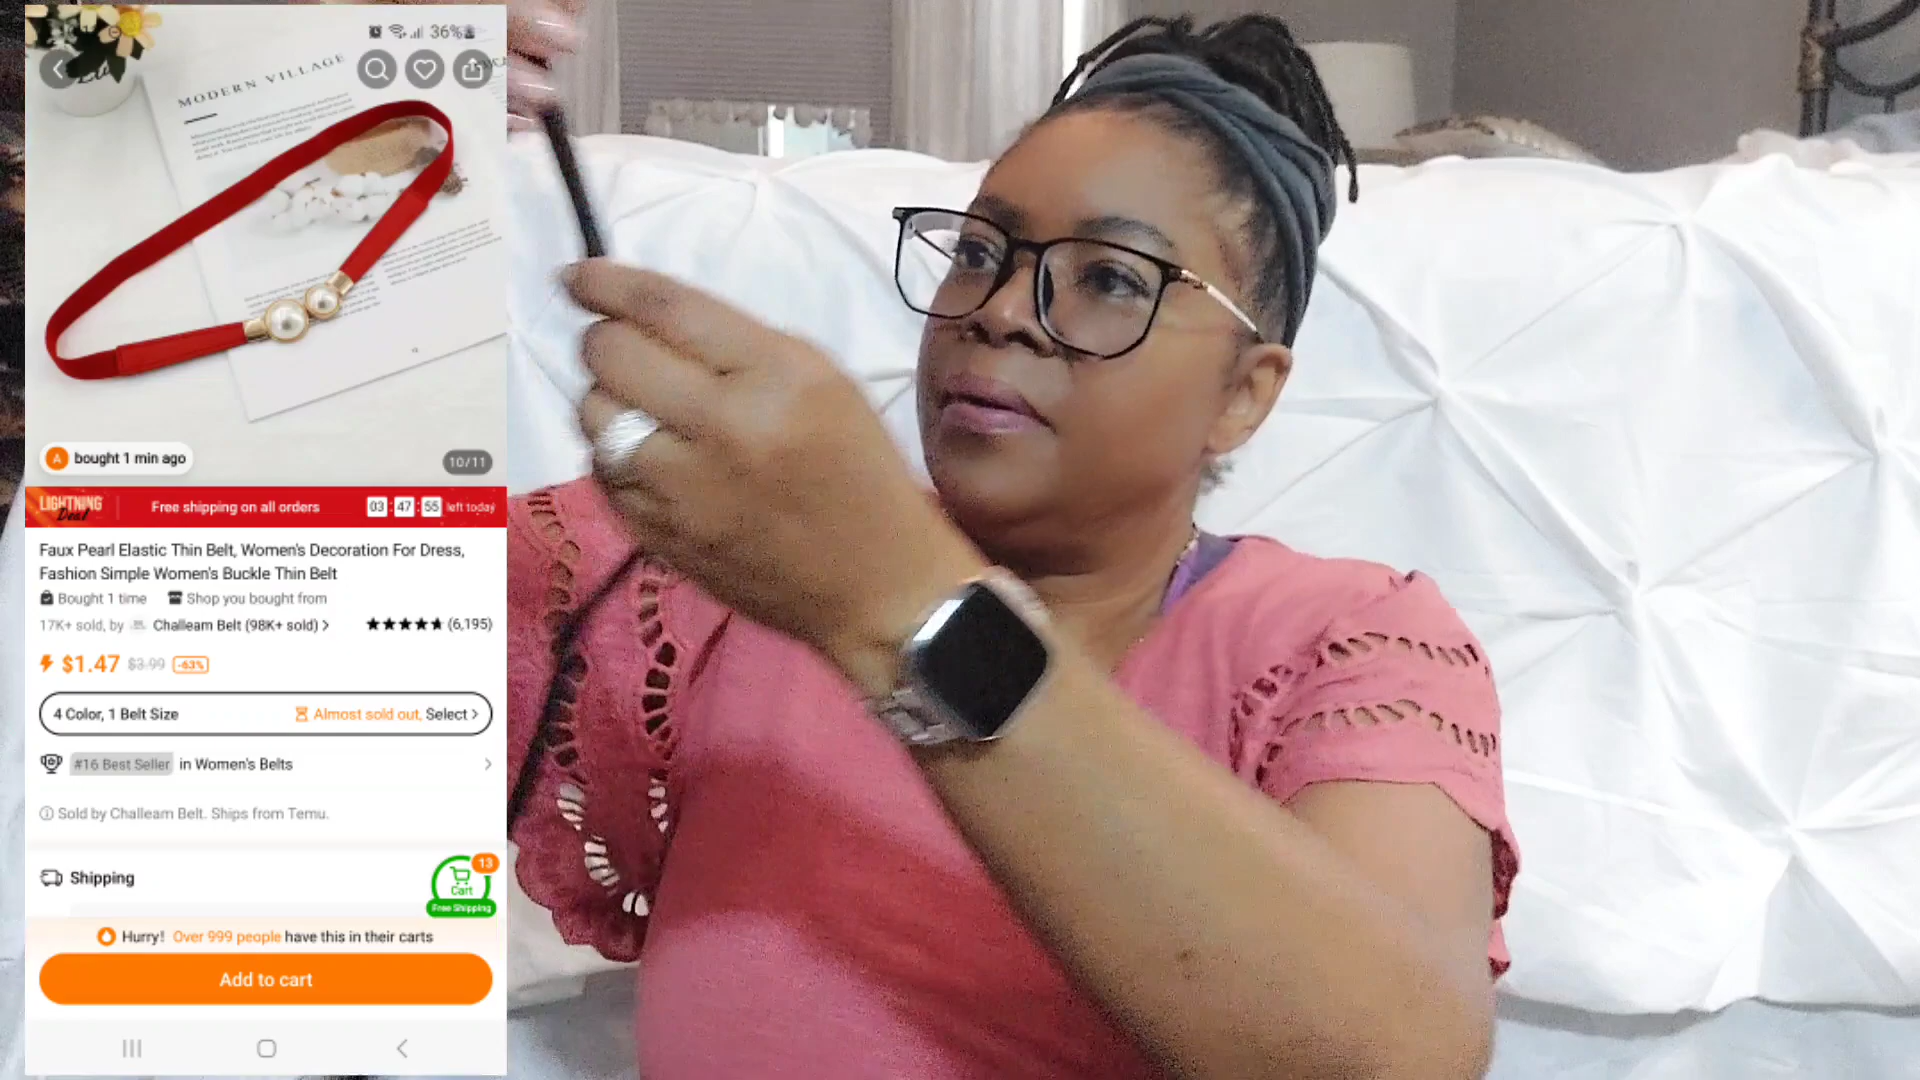 36%
MODERN VILLAGE
A bought 1 min ago
10/11
LIGHTNING
Deal
Free shipping on all orders
03:47:55 left today
Faux Pearl Elastic Thin Belt, Women's Decoration For Dress,
Fashion Simple Women's Buckle Thin Belt
Bought 1 time Shop you bought from
17K+ sold, by Challeam Belt (98K+ sold) > (6,195)
$1.47 $3.99 -63%
4 Color, 1 Belt Size Almost sold out, Select >
#16 Best Seller in Women's Belts >
Sold by Challeam Belt. Ships from Temu.
Shipping
13
Cart
Free Shipping
Hurry! Over 999 people have this in their carts
Add to cart